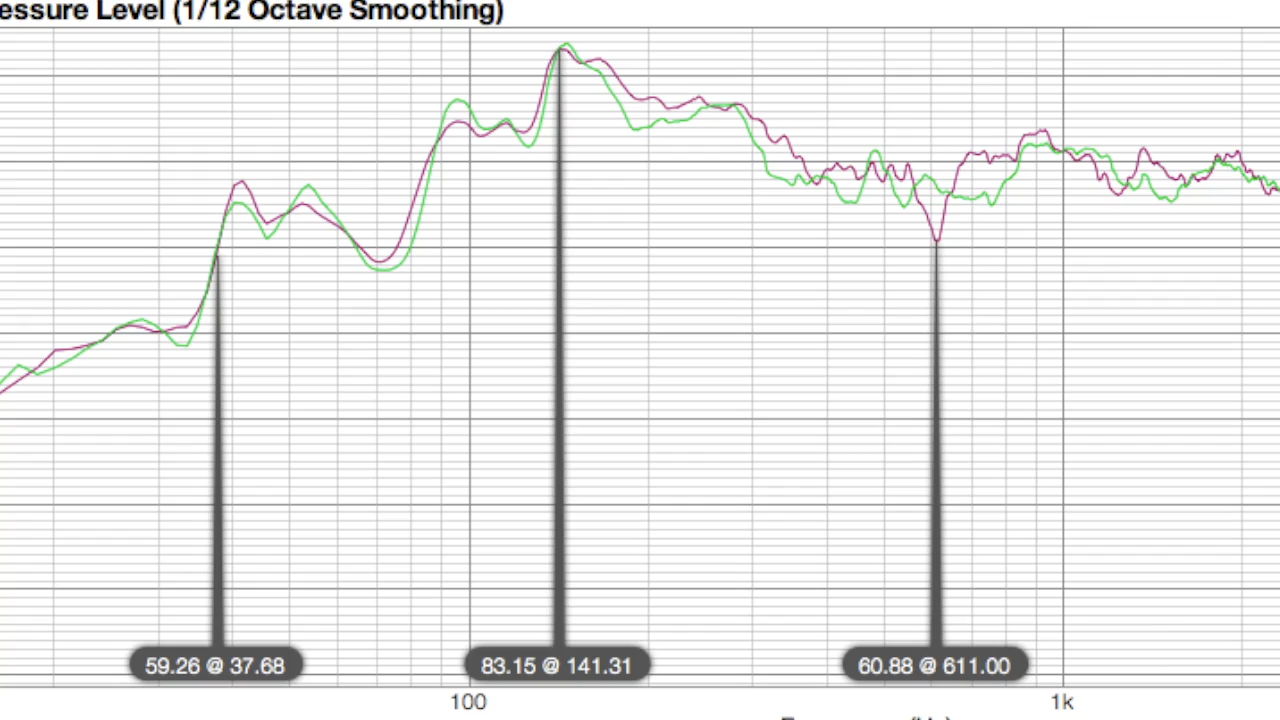 essure Level (1/12 Octave Smoothing)
59.26 @ 37.68
83.15 @ 141.31
60.88 @ 611.00
100
1k